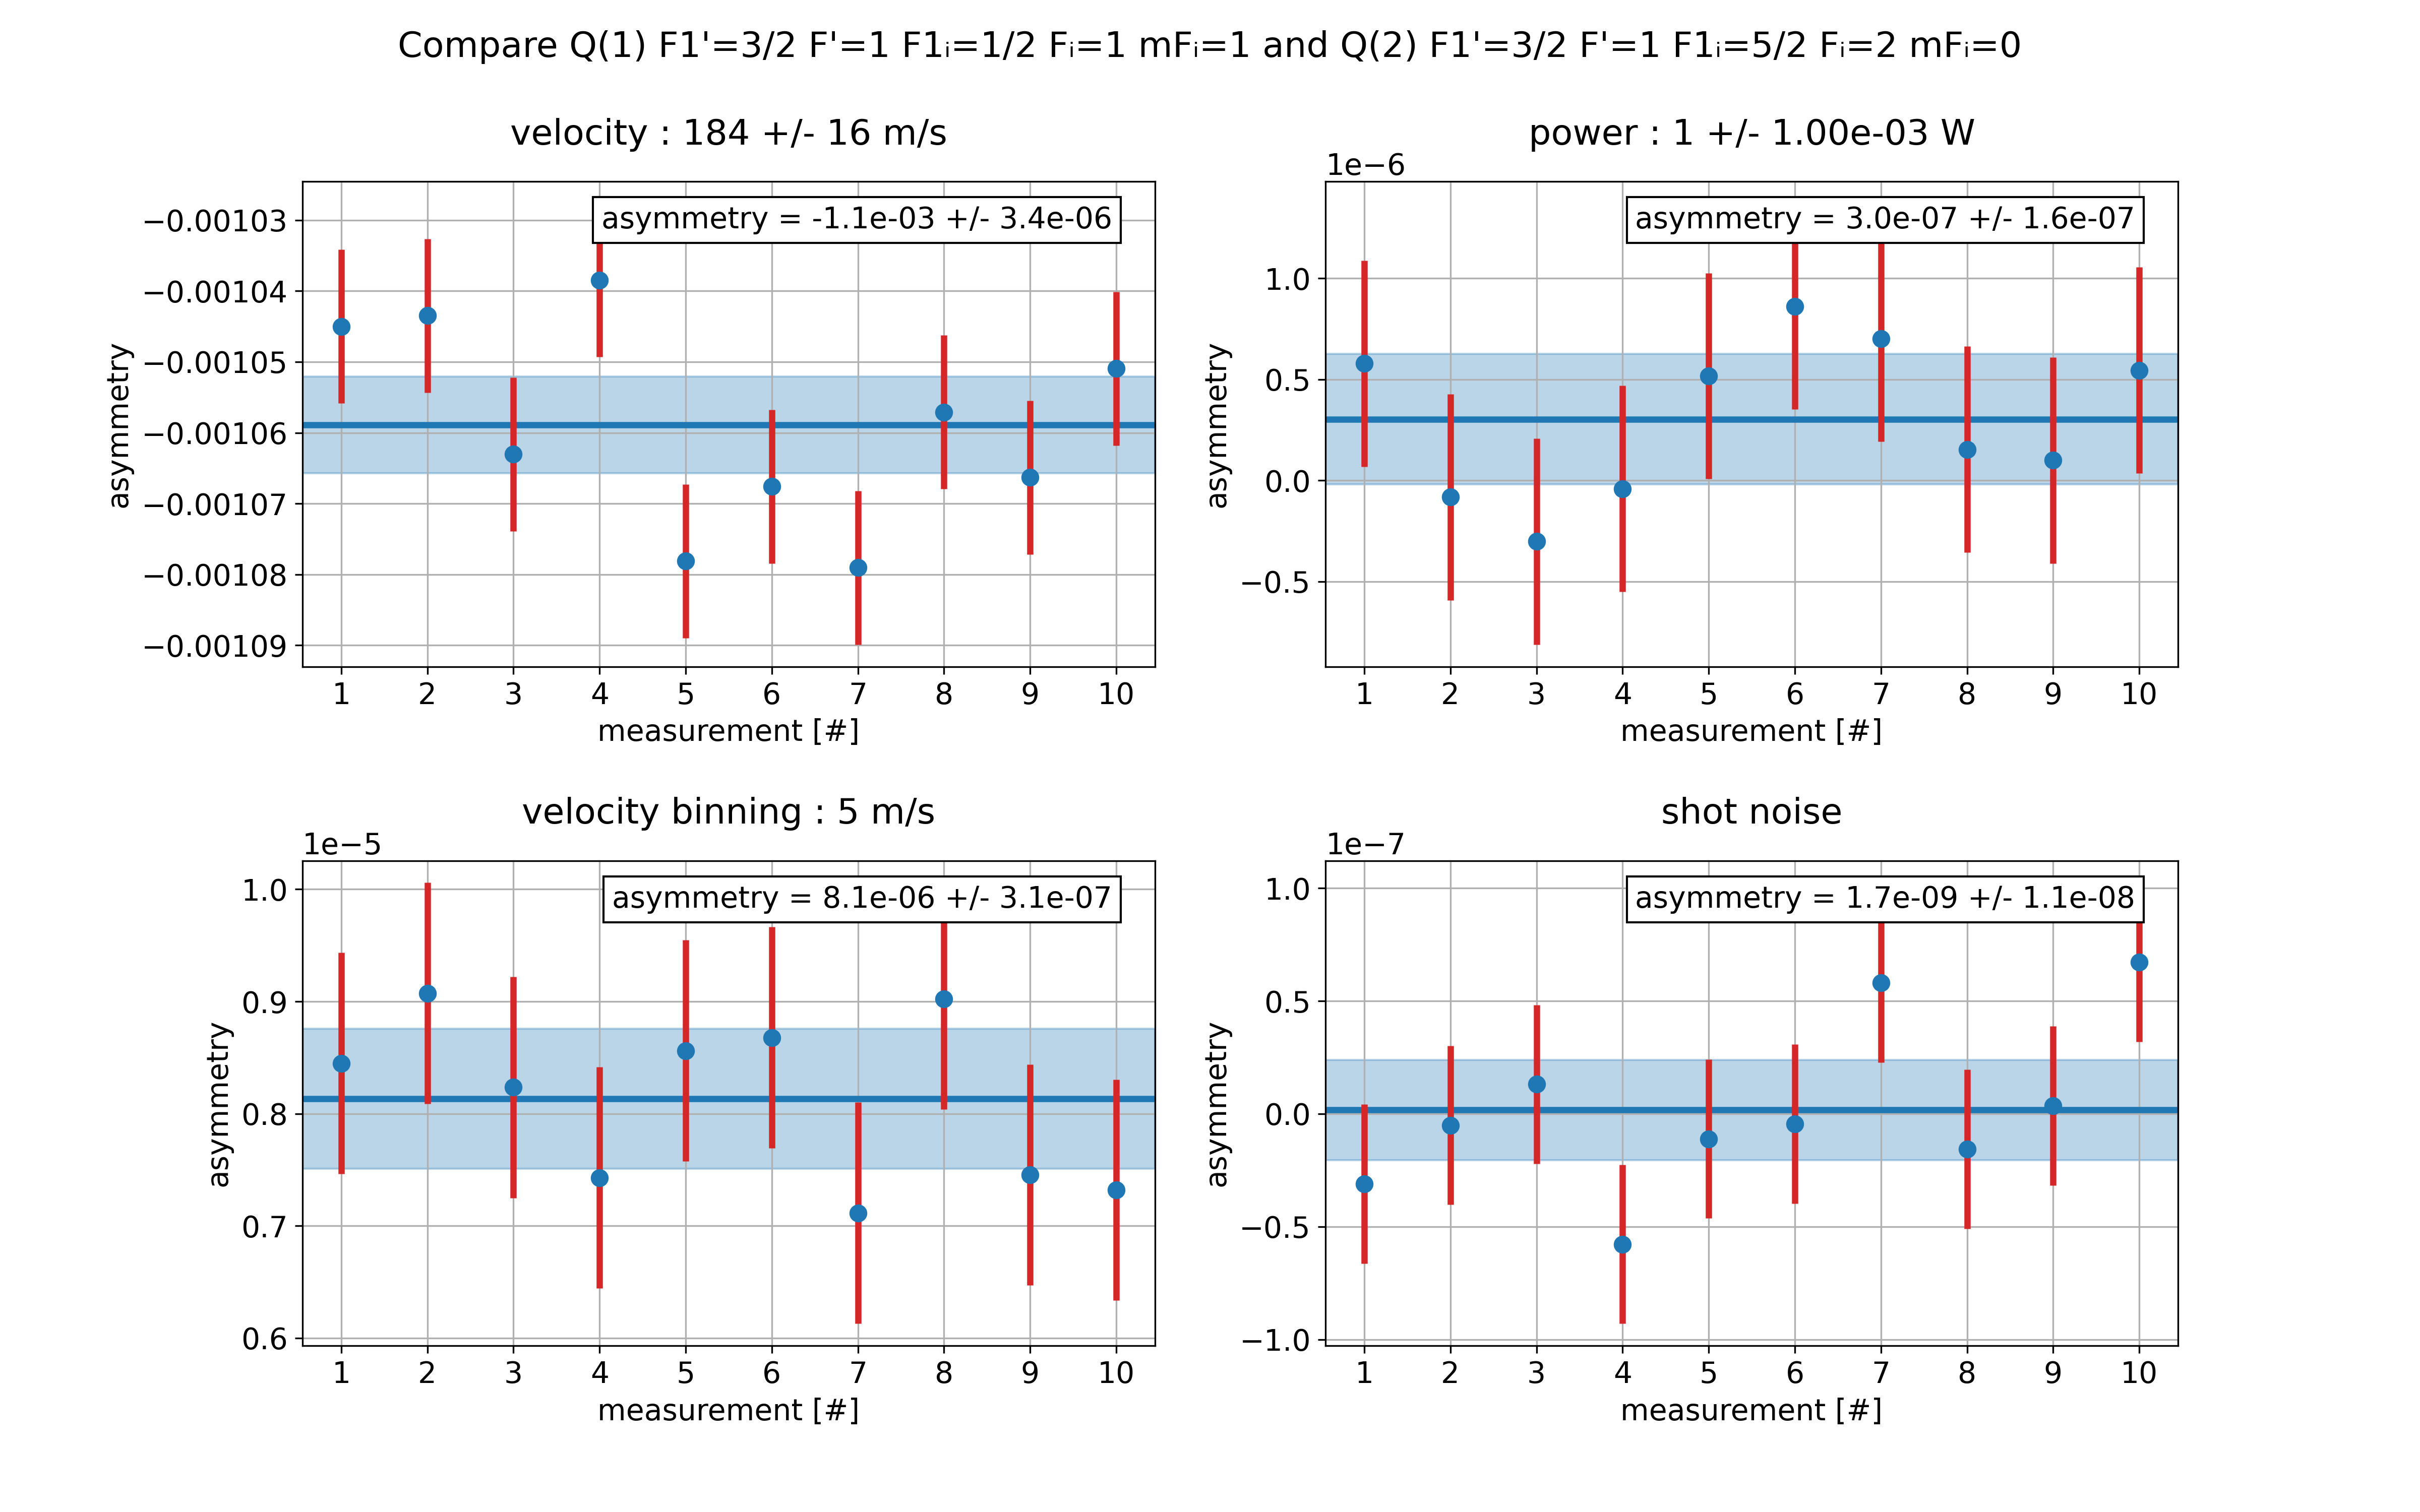 Compare Q(1) F1'=3/2 F'=1 F1ᵢ=1/2 Fᵢ=1 mFᵢ=1 and Q(2) F1'=3/2 F'=1 F1ᵢ=5/2 Fᵢ=2 mFᵢ=0
velocity : 184 +/- 16 m/s
asymmetry = -1.1e-03 +/- 3.4e-06
−0.00103
−0.00104
−0.00105
−0.00106
−0.00107
−0.00108
−0.00109
asymmetry
1 2 3 4 5 6 7 8 9 10
measurement [#]
power : 1 +/- 1.00e-03 W
1e−6
asymmetry = 3.0e-07 +/- 1.6e-07
1.0
0.5
0.0
−0.5
asymmetry
1 2 3 4 5 6 7 8 9 10
measurement [#]
velocity binning : 5 m/s
1e−5
asymmetry = 8.1e-06 +/- 3.1e-07
1.0
0.9
0.8
0.7
0.6
asymmetry
1 2 3 4 5 6 7 8 9 10
measurement [#]
shot noise
1e−7
asymmetry = 1.7e-09 +/- 1.1e-08
1.0
0.5
0.0
−0.5
−1.0
asymmetry
1 2 3 4 5 6 7 8 9 10
measurement [#]